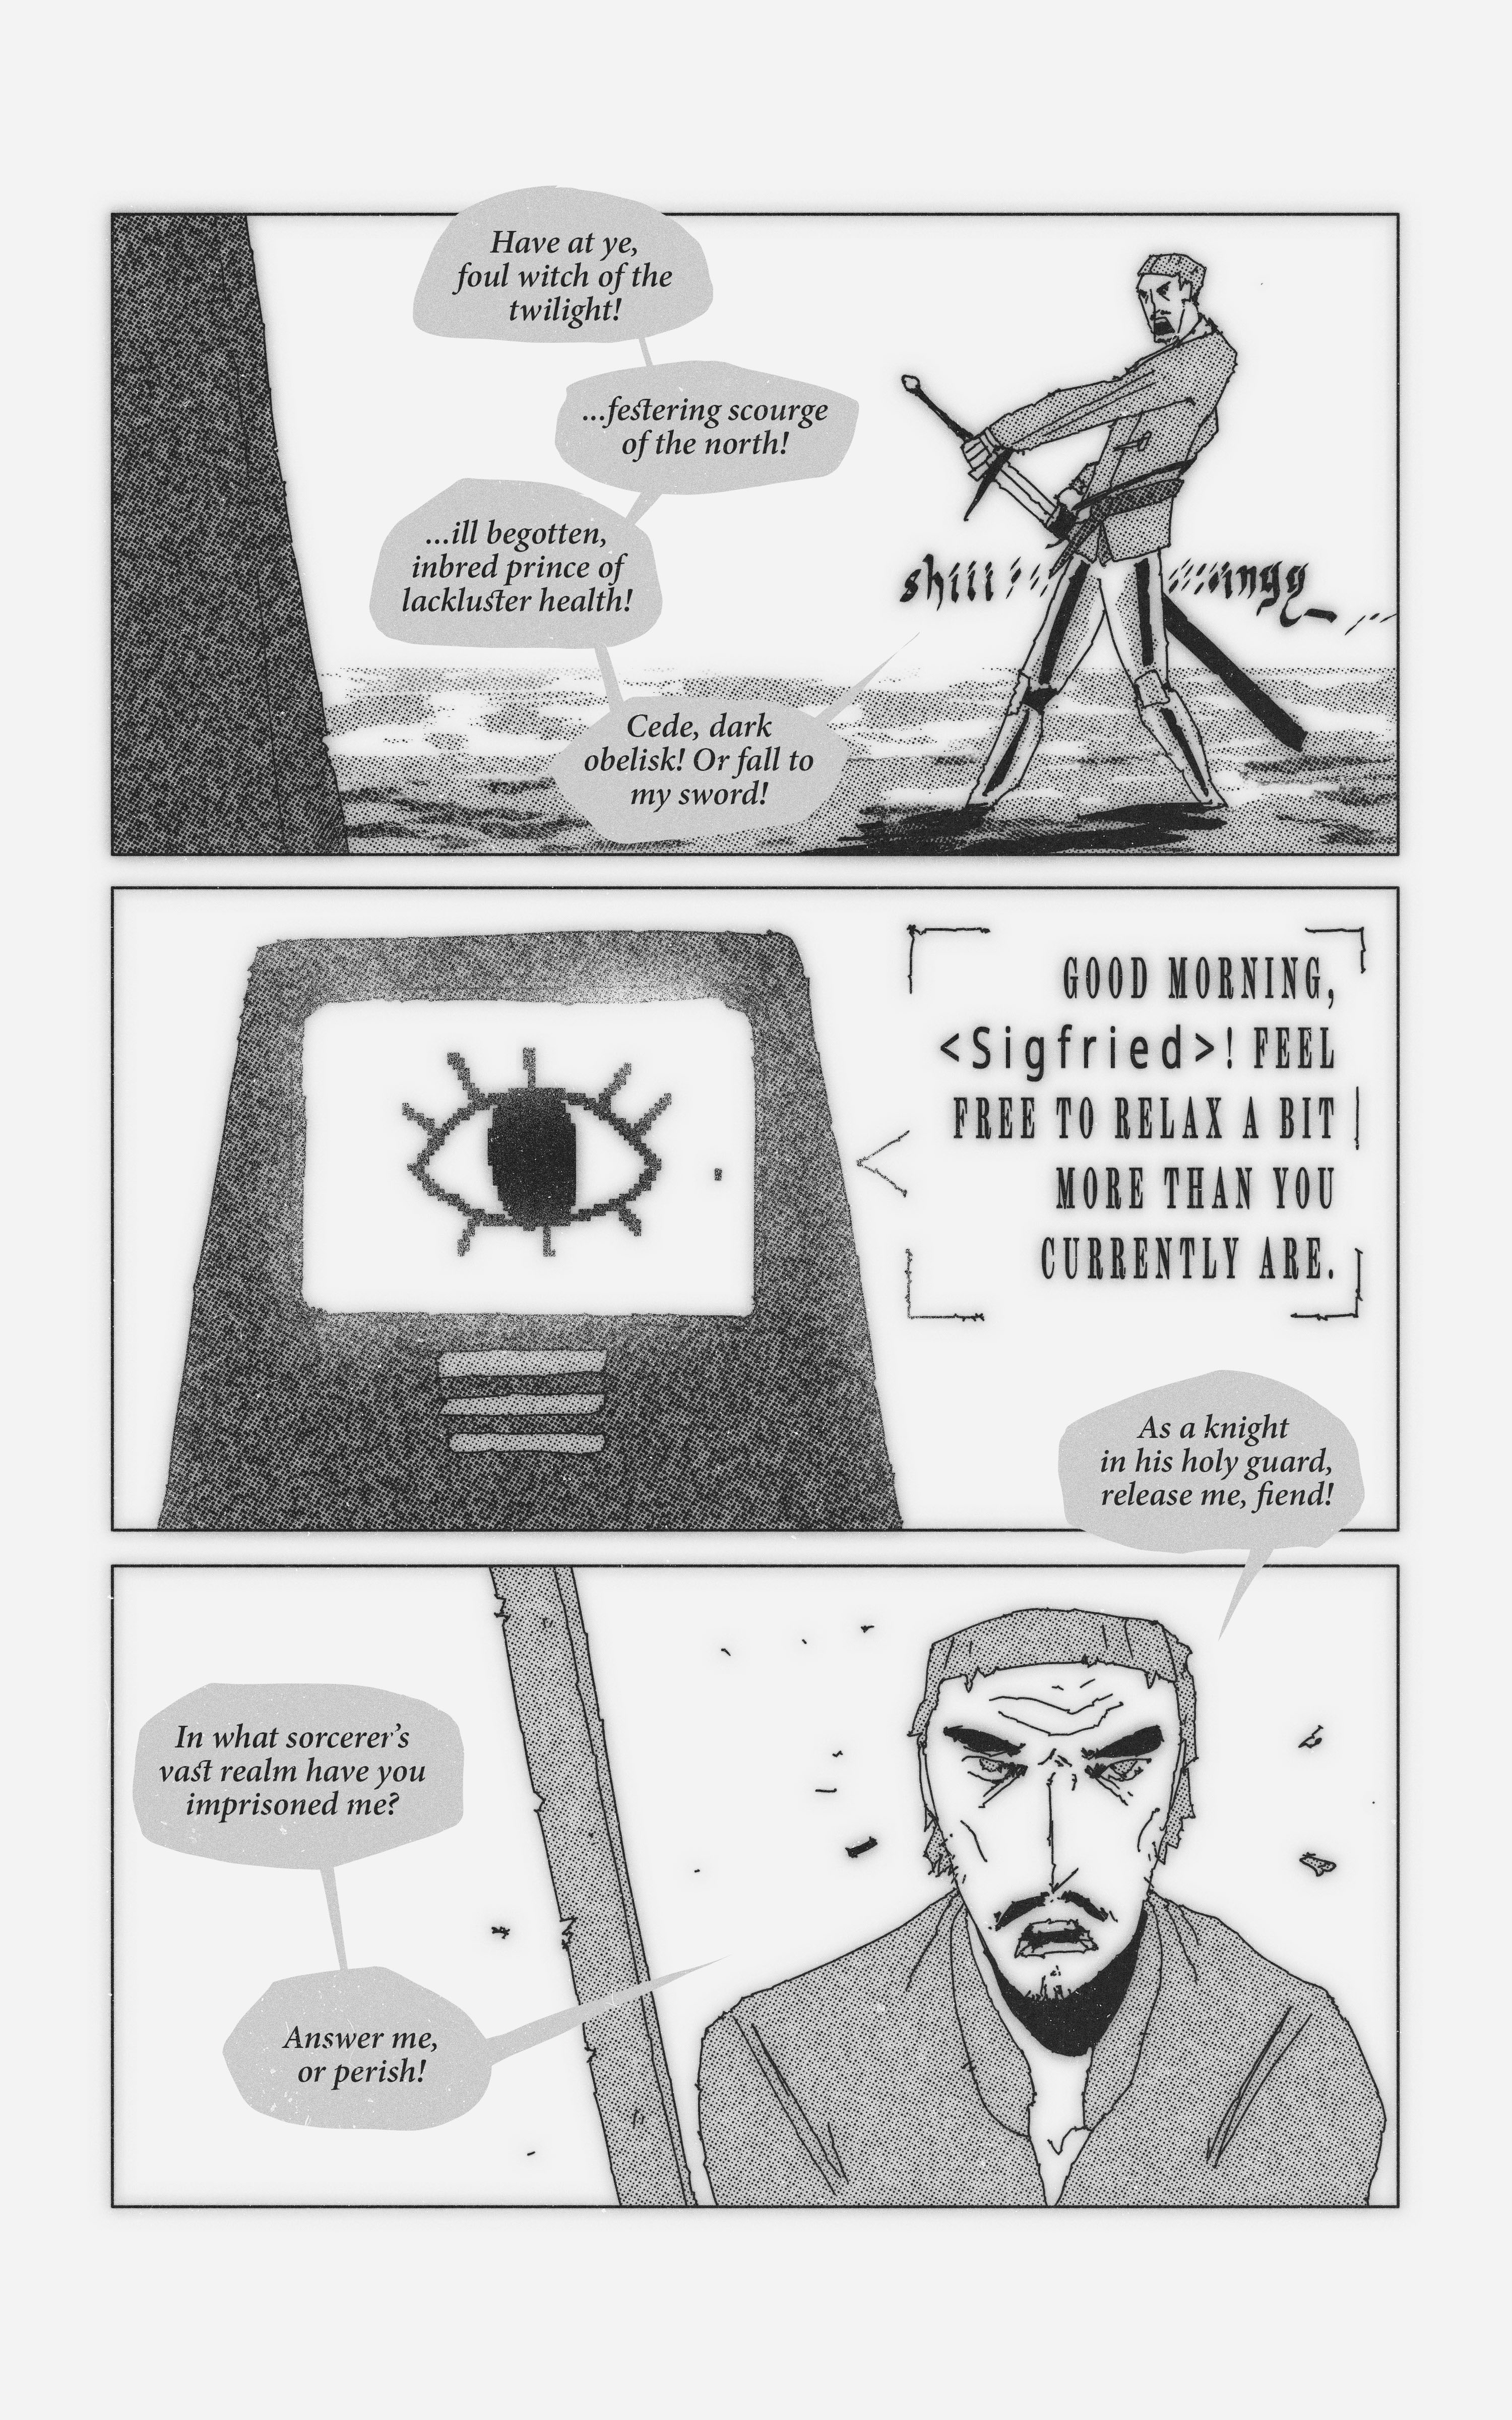 Have at ye,
foul witch of the
twilight!
...festering scourge
of the north!
...ill begotten,
inbred prince of
lackluster health!
shiii
ingg
Cede, dark
obelisk! Or fall to
my sword!
GOOD MORNING,
<Sigfried>! FEEL
FREE TO RELAX A BIT
MORE THAN YOU
CURRENTLY ARE.
As a knight
in his holy guard,
release me, fiend!
In what sorcerer's
vast realm have you
imprisoned me?
Answer me,
or perish!